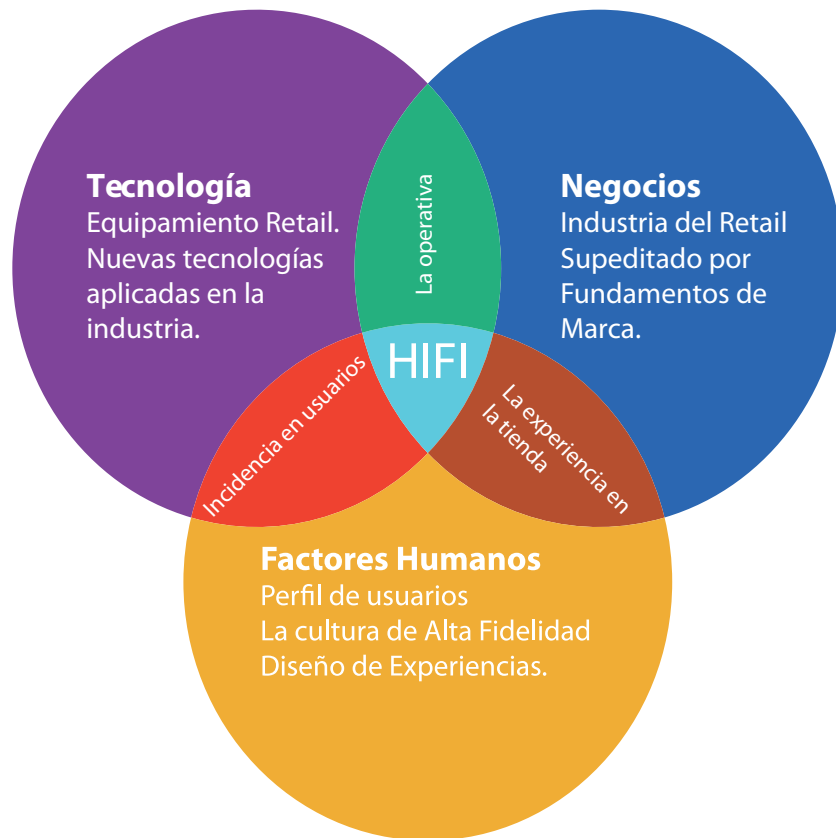 Tecnología
Equipamiento Retail.
Nuevas tecnologías
aplicadas en la
industria.
La operativa
Negocios
Industria del Retail
Supeditado por
Fundamentos de
Marca.
HIFI
Incidencia en usuarios
La experiencia en
la tienda
Factores Humanos
Perfil de usuarios
La cultura de Alta Fidelidad
Diseño de Experiencias.